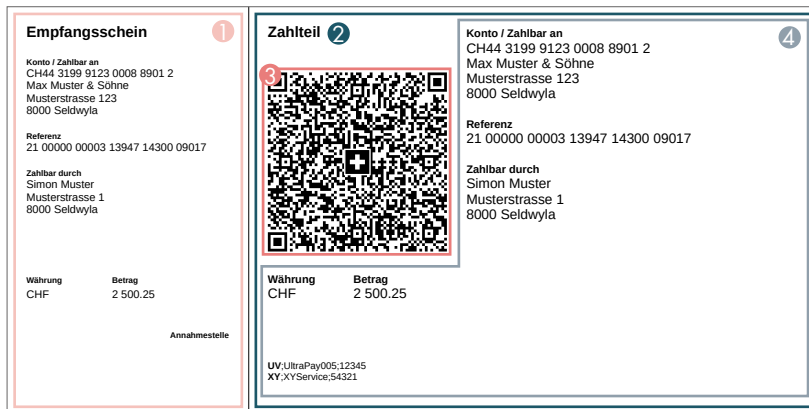 Empfangsschein
1
Konto / Zahlbar an
CH44 3199 9123 0008 8901 2
Max Muster & Söhne
Musterstrasse 123
8000 Seldwyla
Referenz
21 00000 00003 13947 14300 09017
Zahlbar durch
Simon Muster
Musterstrasse 1
8000 Seldwyla
Währung Betrag
CHF 2 500.25
Annahmestelle
Zahlteil 2
3
Währung Betrag
CHF 2 500.25
UV;UltraPay005;12345
XY;XYService;54321
4
Konto / Zahlbar an
CH44 3199 9123 0008 8901 2
Max Muster & Söhne
Musterstrasse 123
8000 Seldwyla
Referenz
21 00000 00003 13947 14300 09017
Zahlbar durch
Simon Muster
Musterstrasse 1
8000 Seldwyla